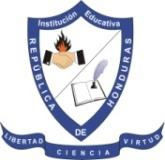 Institución Educativa
REPÚBLICA
DE
HONDURAS
LIBERTAD
CIENCIA
VIRTUD